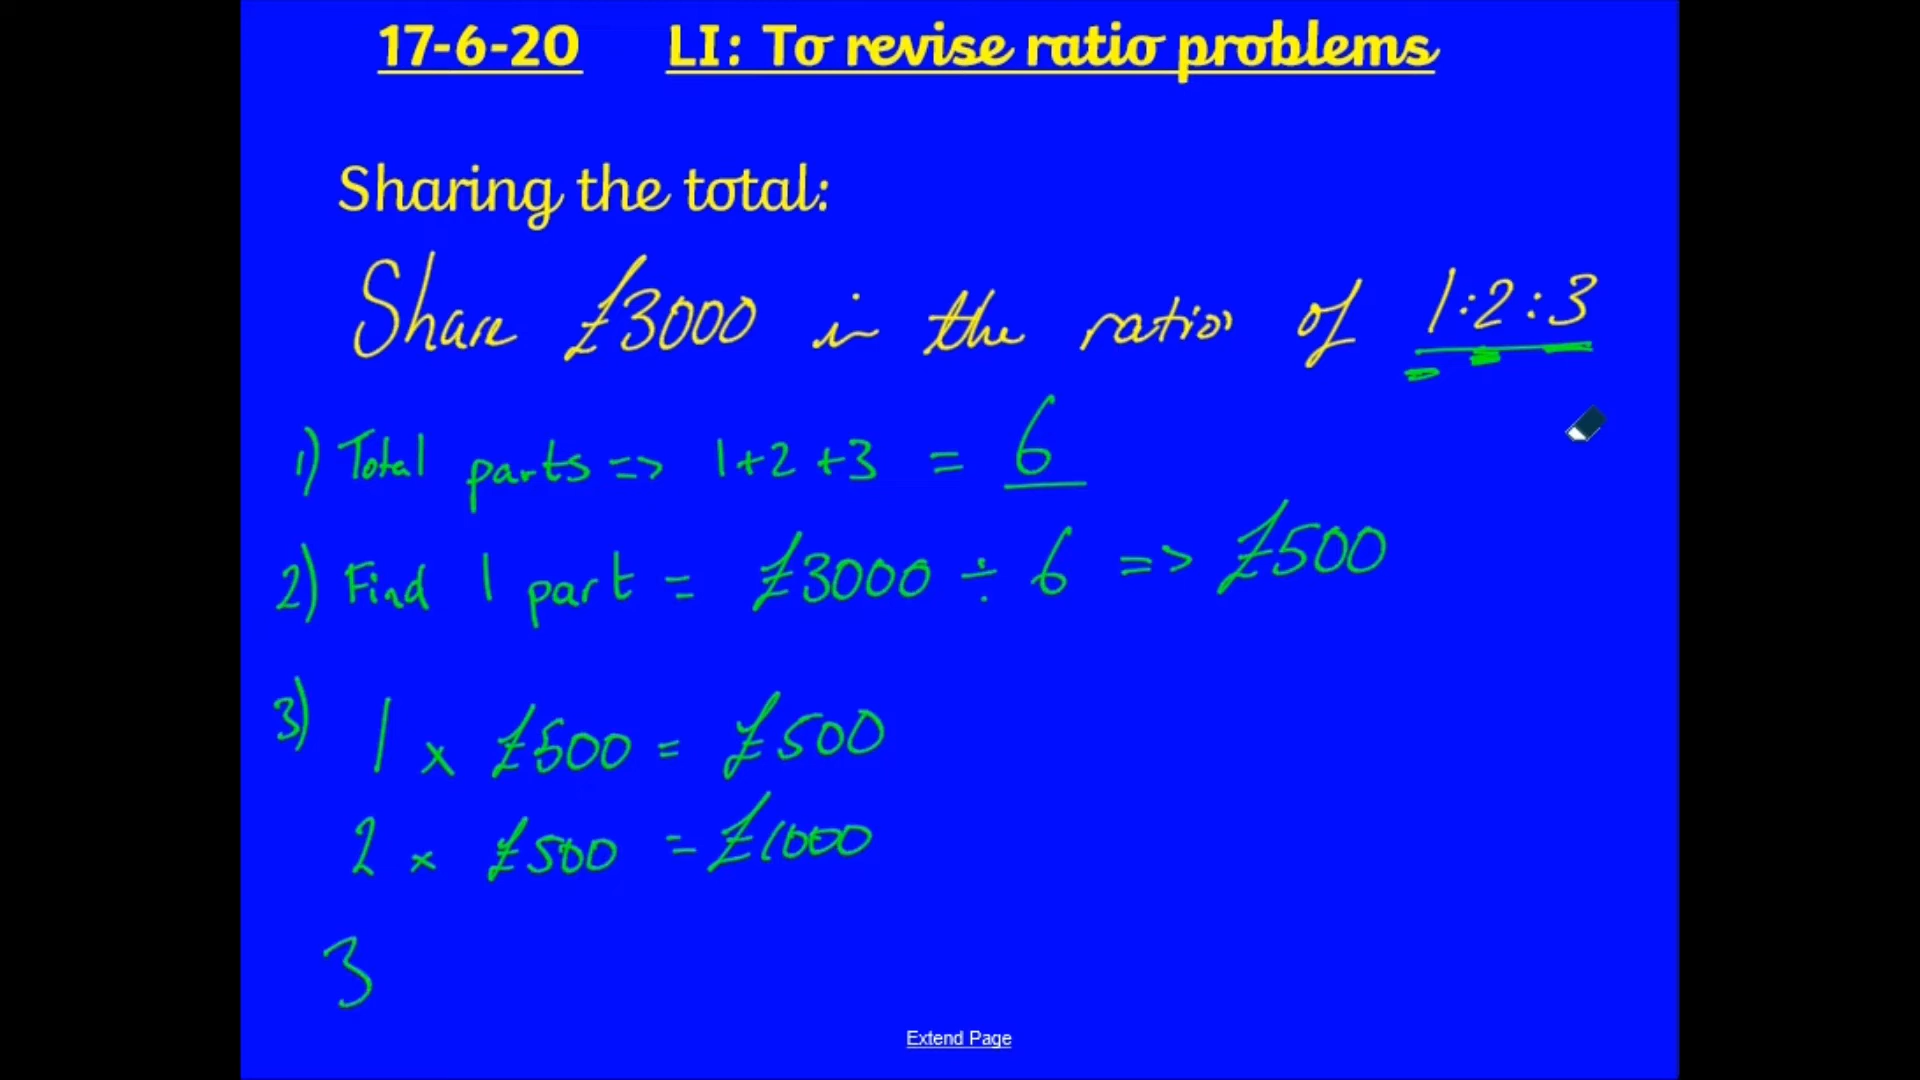 17-6-20 LI: To revise ratio problems
Sharing the total:
Share £3000 in the ratio of 1:2:3
1) Total parts => 1+2+3 = 6
2) Find 1 part = £3000 ÷ 6 => £500
3) 1 x £500 = £500
2 x £500 = £1000
3
Extend Page